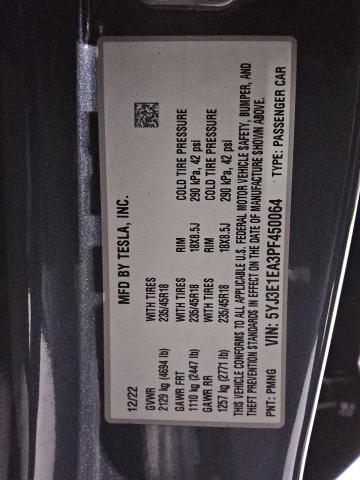 MFD BY TESLA, INC.
12/22
GVWR
2129 kg (4694 lb)
GAWR FRT WITH TIRES RIM COLD TIRE PRESSURE
1110 kg (2447 lb) 235/45R18 18X8.5J 290 kPa, 42 psi
GAWR RR WITH TIRES RIM COLD TIRE PRESSURE
1257 kg (2771 lb) 235/45R18 18X8.5J 290 kPa, 42 psi
THIS VEHICLE CONFORMS TO ALL APPLICABLE U.S. FEDERAL MOTOR VEHICLE SAFETY, BUMPER, AND
THEFT PREVENTION STANDARDS IN EFFECT ON THE DATE OF MANUFACTURE SHOWN ABOVE.
VIN: 5YJ3E1EA3PF450064
PNT: PMNG TYPE: PASSENGER CAR